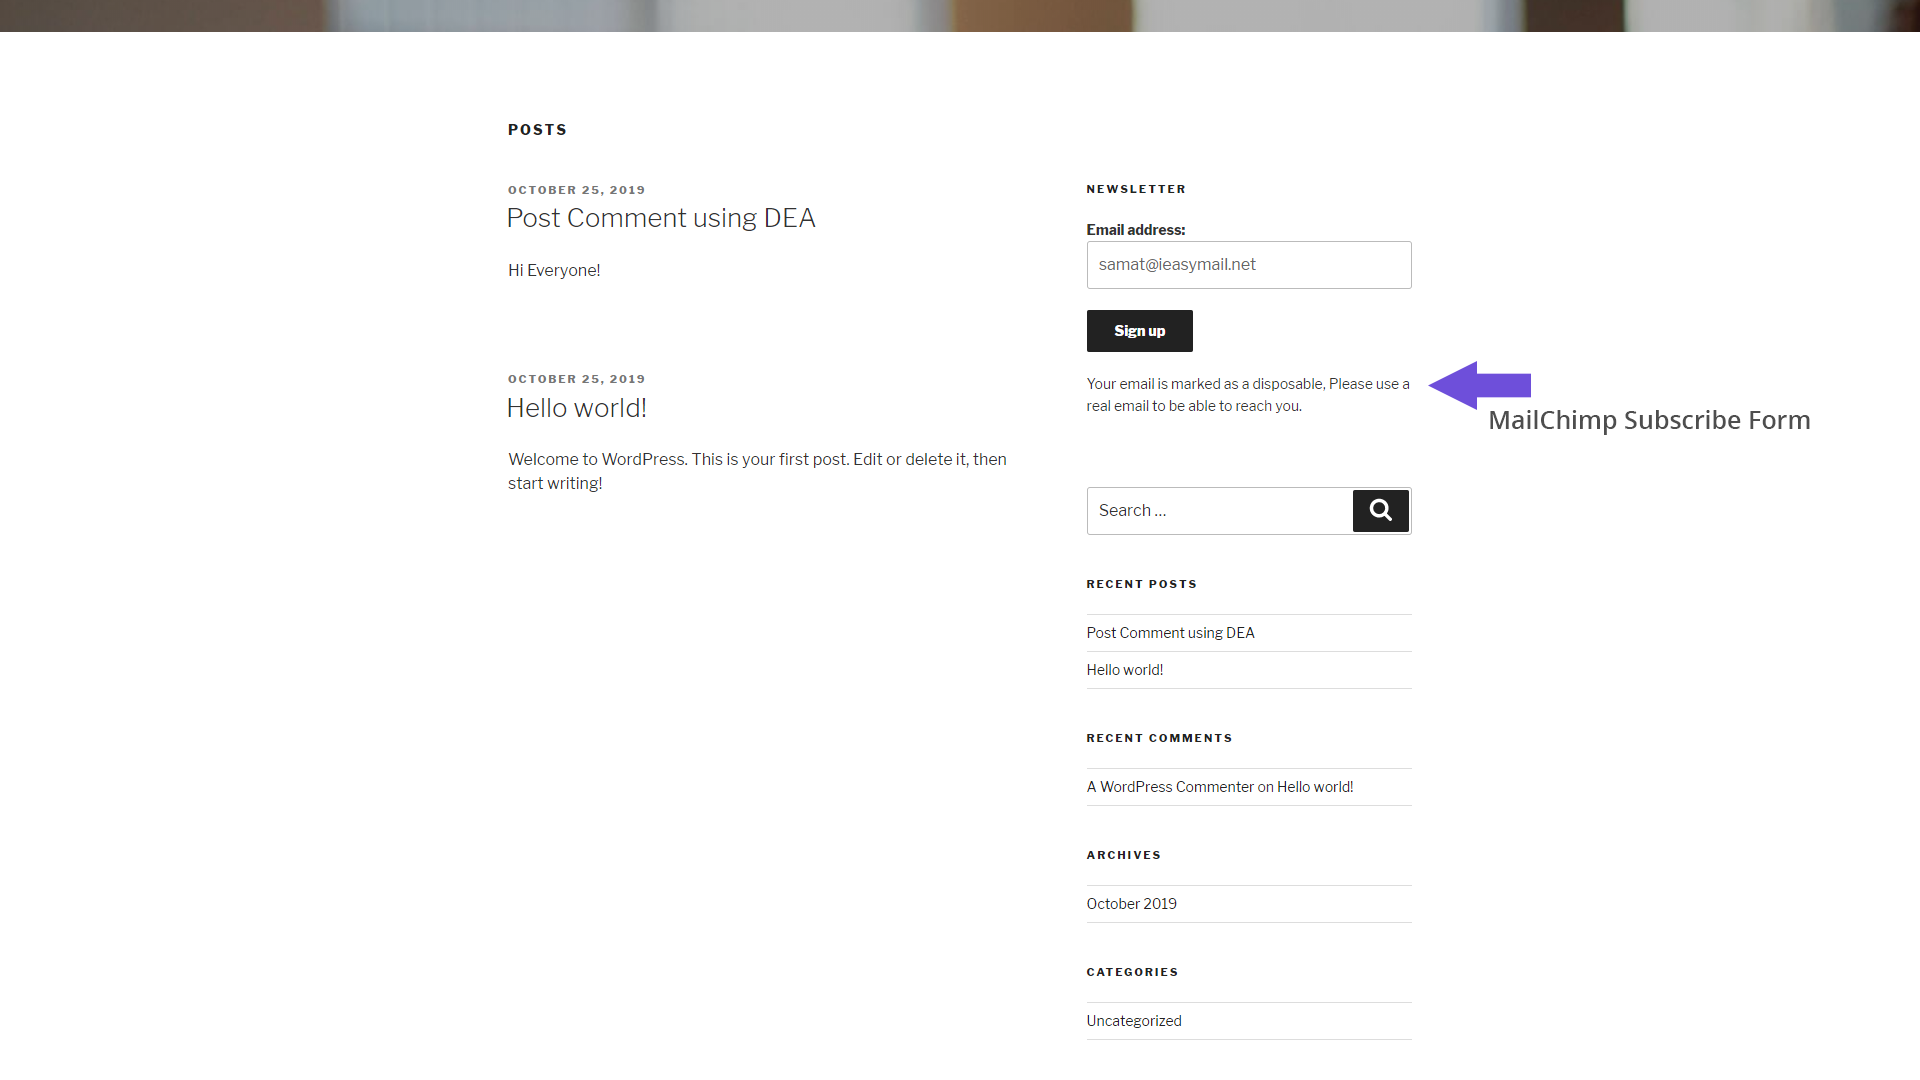 POSTS
OCTOBER 25, 2019
Post Comment using DEA
Hi Everyone!
OCTOBER 25, 2019
Hello world!
Welcome to WordPress. This is your first post. Edit or delete it, then
start writing!
NEWSLETTER
Email address:
samat@ieasymail.net
Sign up
Your email is marked as a disposable, Please use a
real email to be able to reach you.
MailChimp Subscribe Form
Search …
RECENT POSTS
Post Comment using DEA
Hello world!
RECENT COMMENTS
A WordPress Commenter on Hello world!
ARCHIVES
October 2019
CATEGORIES
Uncategorized